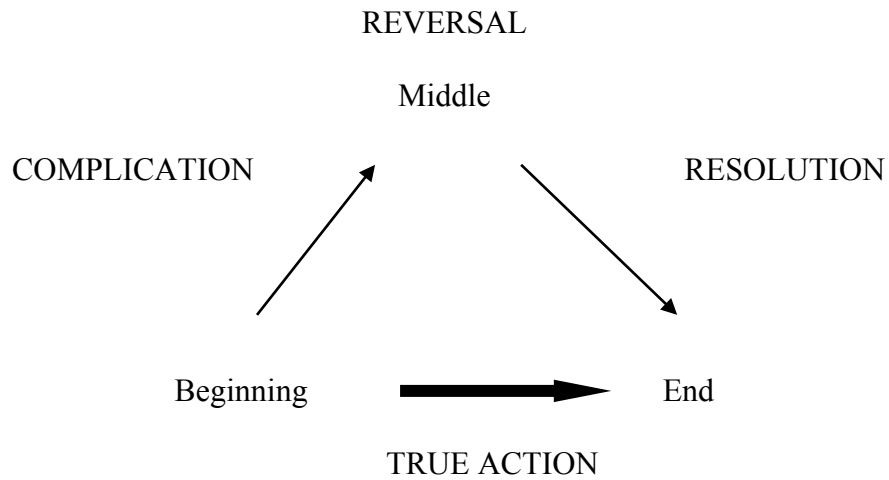 REVERSAL
Middle
COMPLICATION RESOLUTION
Beginning End
TRUE ACTION